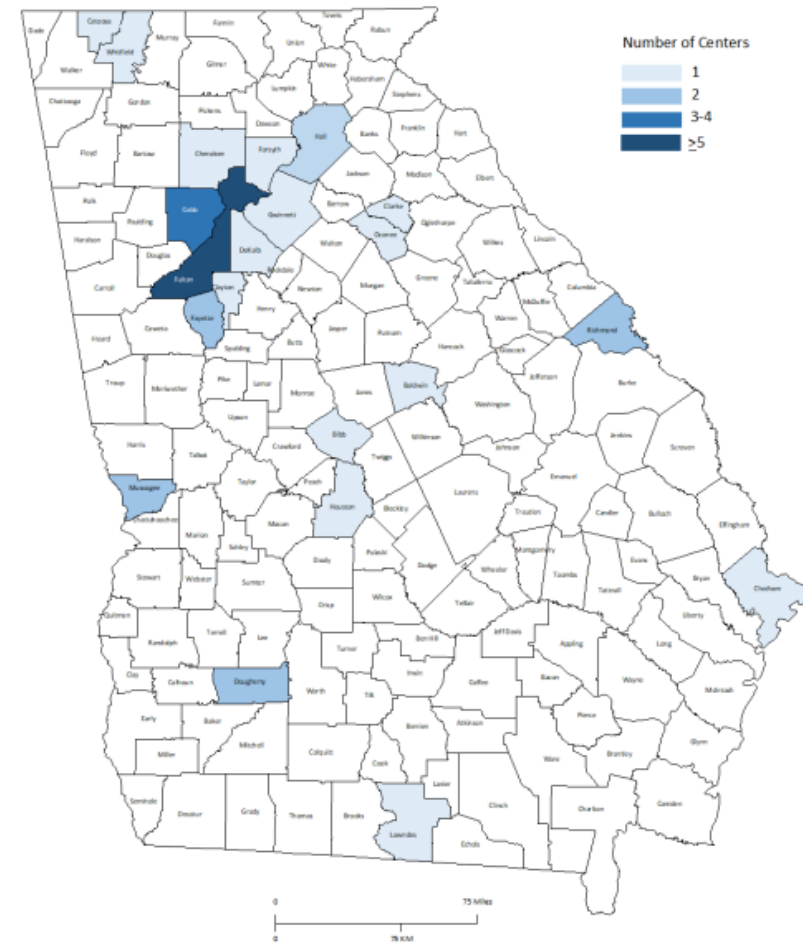 Number of Centers
1
2
3-4
≥5
Dade
Catoosa
Whitfield
Murray
Fannin
Towns
Union
Rabun
Walker
Gilmer
White
Habersham
Lumpkin
Stephens
Chattooga
Gordon
Pickens
Dawson
Hall
Banks
Franklin
Hart
Floyd
Bartow
Cherokee
Forsyth
Jackson
Madison
Elbert
Polk
Paulding
Cobb
Gwinnett
Barrow
Clarke
Oconee
Oglethorpe
Wilkes
Lincoln
Haralson
Douglas
DeKalb
Walton
Rockdale
Carroll
Fulton
Clayton
Newton
Morgan
Greene
Taliaferro
Columbia
McDuffie
Warren
Richmond
Heard
Coweta
Fayette
Henry
Spalding
Butts
Jasper
Putnam
Hancock
Glascock
Jefferson
Burke
Troup
Meriwether
Pike
Lamar
Monroe
Jones
Baldwin
Washington
Upson
Bibb
Wilkinson
Jenkins
Screven
Harris
Talbot
Crawford
Twiggs
Johnson
Emanuel
Muscogee
Taylor
Peach
Houston
Laurens
Chattahoochee
Marion
Macon
Bleckley
Treutlen
Candler
Bulloch
Effingham
Schley
Dooly
Pulaski
Dodge
Montgomery
Wheeler
Toombs
Tattnall
Evans
Bryan
Chatham
Stewart
Webster
Sumter
Crisp
Wilcox
Telfair
Liberty
Quitman
Randolph
Terrell
Lee
Turner
Ben Hill
Jeff Davis
Appling
Long
Clay
Calhoun
Dougherty
Worth
Tift
Irwin
Coffee
Bacon
Wayne
McIntosh
Early
Baker
Mitchell
Berrien
Atkinson
Pierce
Glynn
Miller
Colquitt
Cook
Ware
Brantley
Seminole
Decatur
Grady
Thomas
Brooks
Lowndes
Lanier
Clinch
Echols
Charlton
Camden
0 75 Miles
0 75 KM